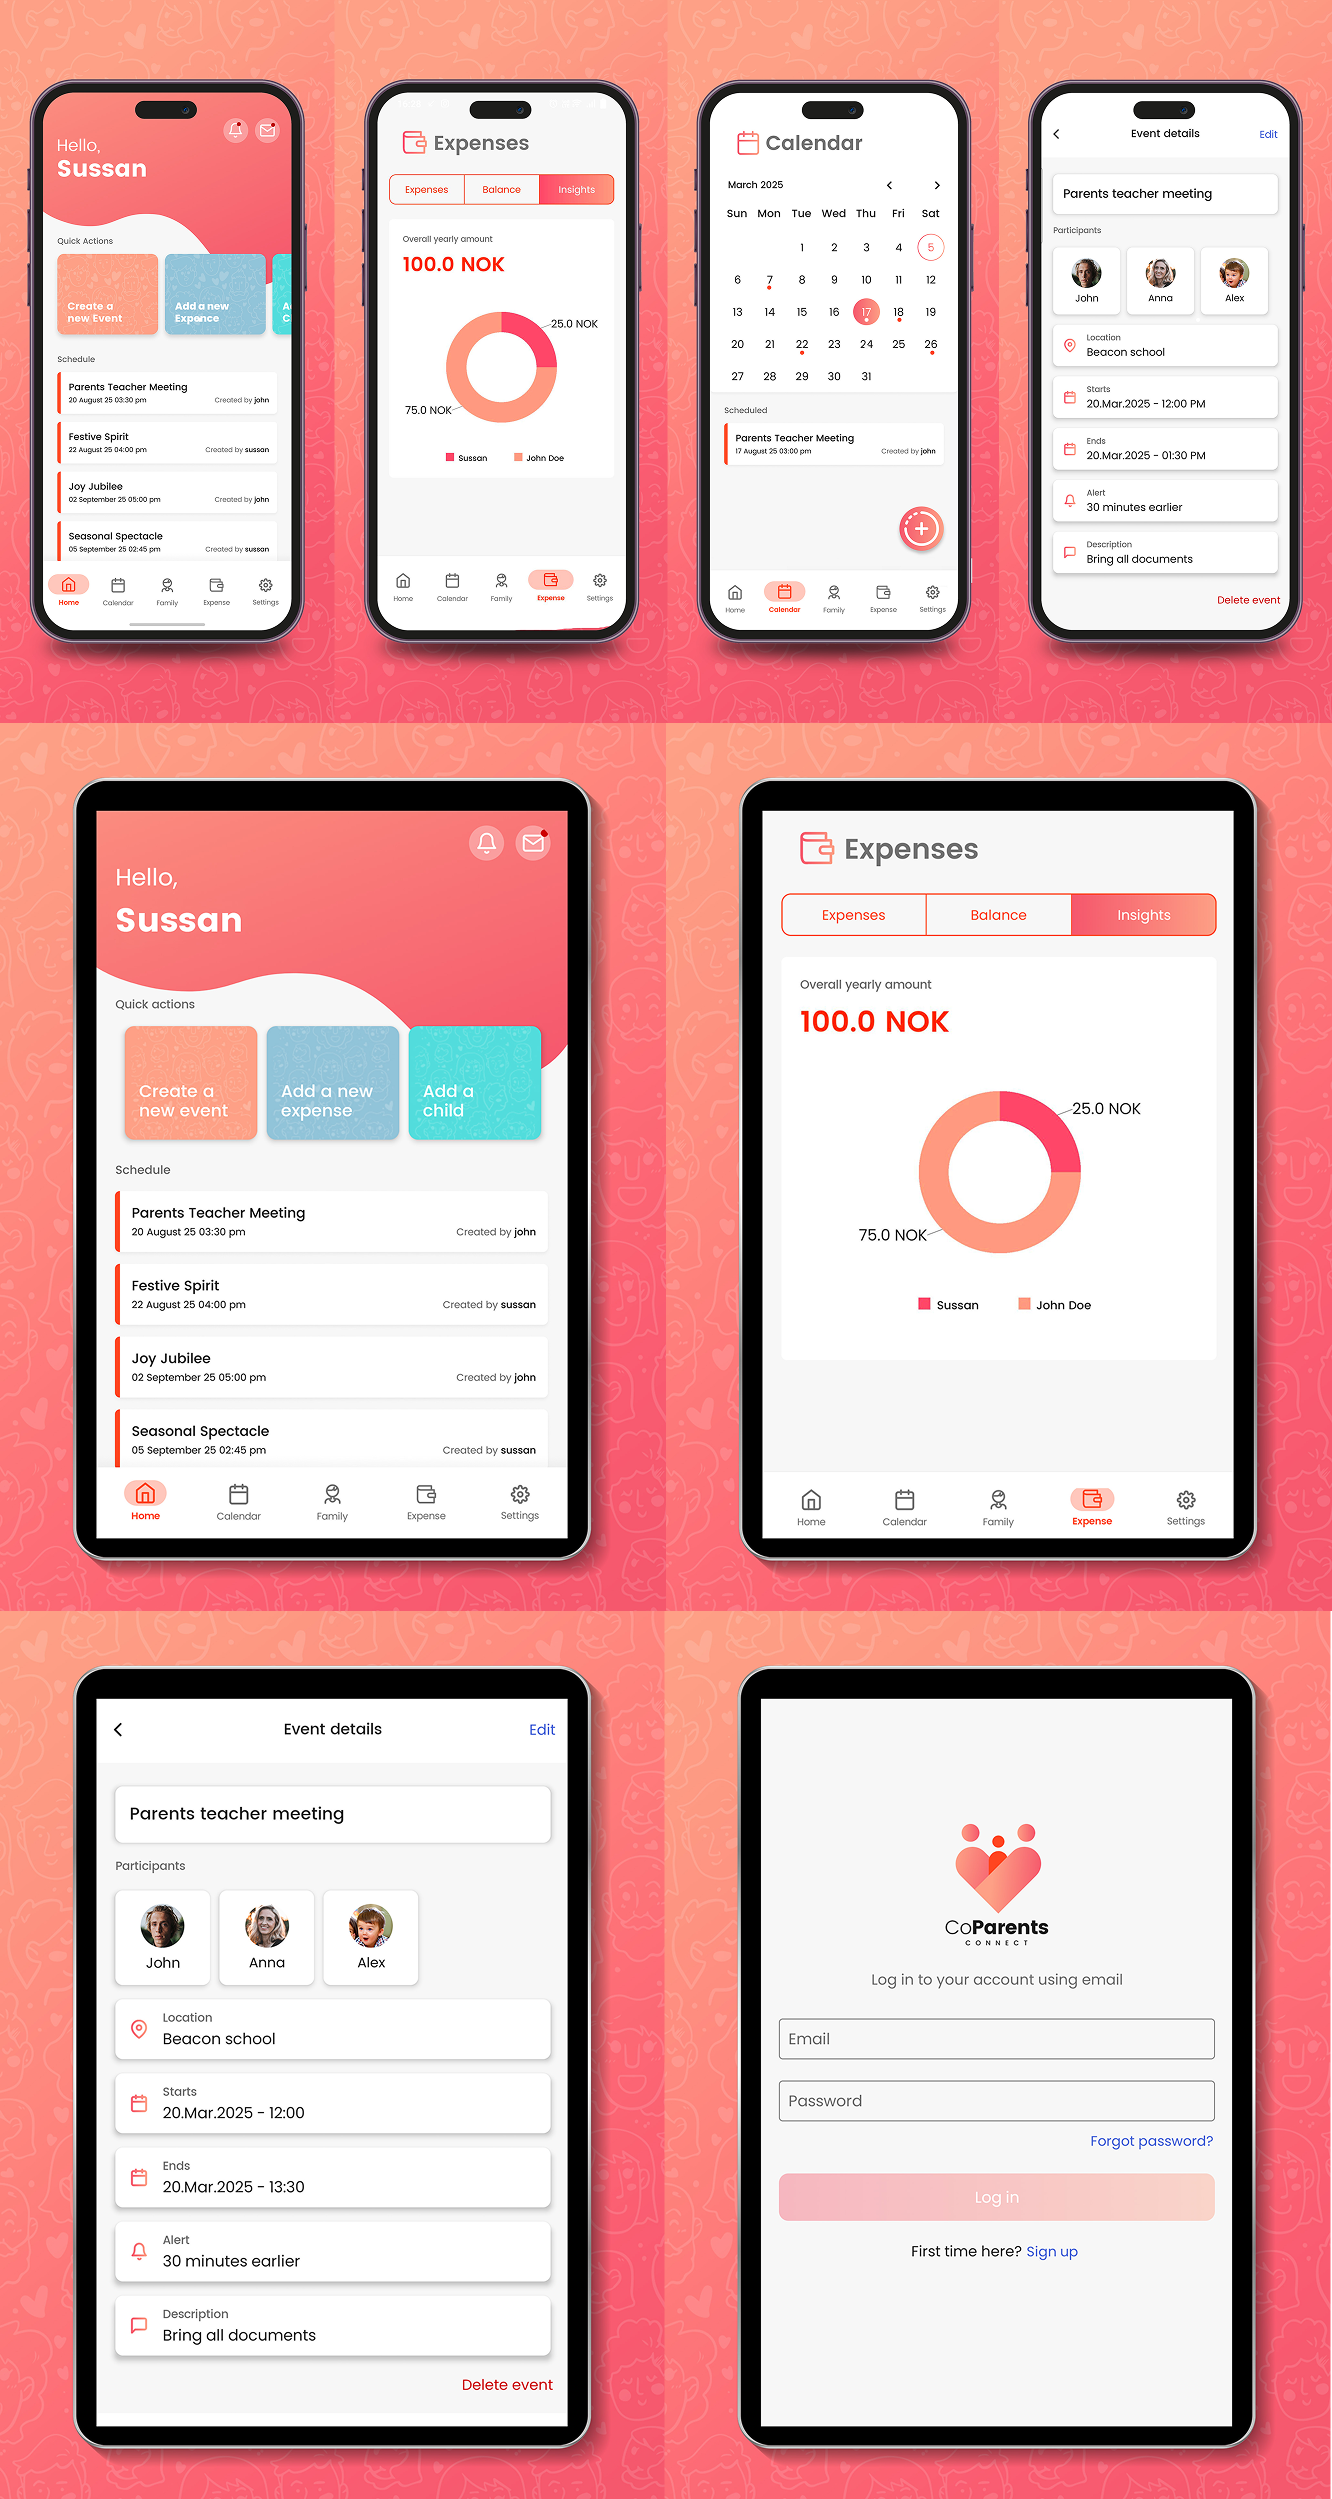 Hello,
Sussan
Quick Actions
Create a
new Event
Add a new
Expence
A
C
Schedule
Parents Teacher Meeting
20 August 25 03:30 pm
Created by john
Festive Spirit
22 August 25 04:00 pm
Created by sussan
Joy Jubilee
02 September 25 05:00 pm
Created by john
Seasonal Spectacle
05 September 25 02:45 pm
Created by sussan
Home
Calendar
Family
Expense
Settings
Expenses
Expenses
Balance
Insights
Overall yearly amount
100.0 NOK
25.0 NOK
75.0 NOK
Sussan
John Doe
Home
Calendar
Family
Expense
Settings
Calendar
March 2025
Sun Mon Tue Wed Thu Fri Sat
1 2 3 4 5
6 7 8 9 10 11 12
13 14 15 16 17 18 19
20 21 22 23 24 25 26
27 28 29 30 31
Scheduled
Parents Teacher Meeting
17 August 25 03:00 pm
Created by john
Home
Calendar
Family
Expense
Settings
Event details
Edit
Parents teacher meeting
Participants
John
Anna
Alex
Location
Beacon school
Starts
20.Mar.2025 - 12:00 PM
Ends
20.Mar.2025 - 01:30 PM
Alert
30 minutes earlier
Description
Bring all documents
Delete event
Hello,
Sussan
Quick actions
Create a
new event
Add a new
expense
Add a
child
Schedule
Parents Teacher Meeting
20 August 25 03:30 pm
Created by john
Festive Spirit
22 August 25 04:00 pm
Created by sussan
Joy Jubilee
02 September 25 05:00 pm
Created by john
Seasonal Spectacle
05 September 25 02:45 pm
Created by sussan
Home
Calendar
Family
Expense
Settings
Expenses
Expenses
Balance
Insights
Overall yearly amount
100.0 NOK
25.0 NOK
75.0 NOK
Sussan
John Doe
Home
Calendar
Family
Expense
Settings
Event details
Edit
Parents teacher meeting
Participants
John
Anna
Alex
Location
Beacon school
Starts
20.Mar.2025 - 12:00
Ends
20.Mar.2025 - 13:30
Alert
30 minutes earlier
Description
Bring all documents
Delete event
CoParents
CONNECT
Log in to your account using email
Email
Password
Forgot password?
Log in
First time here? Sign up